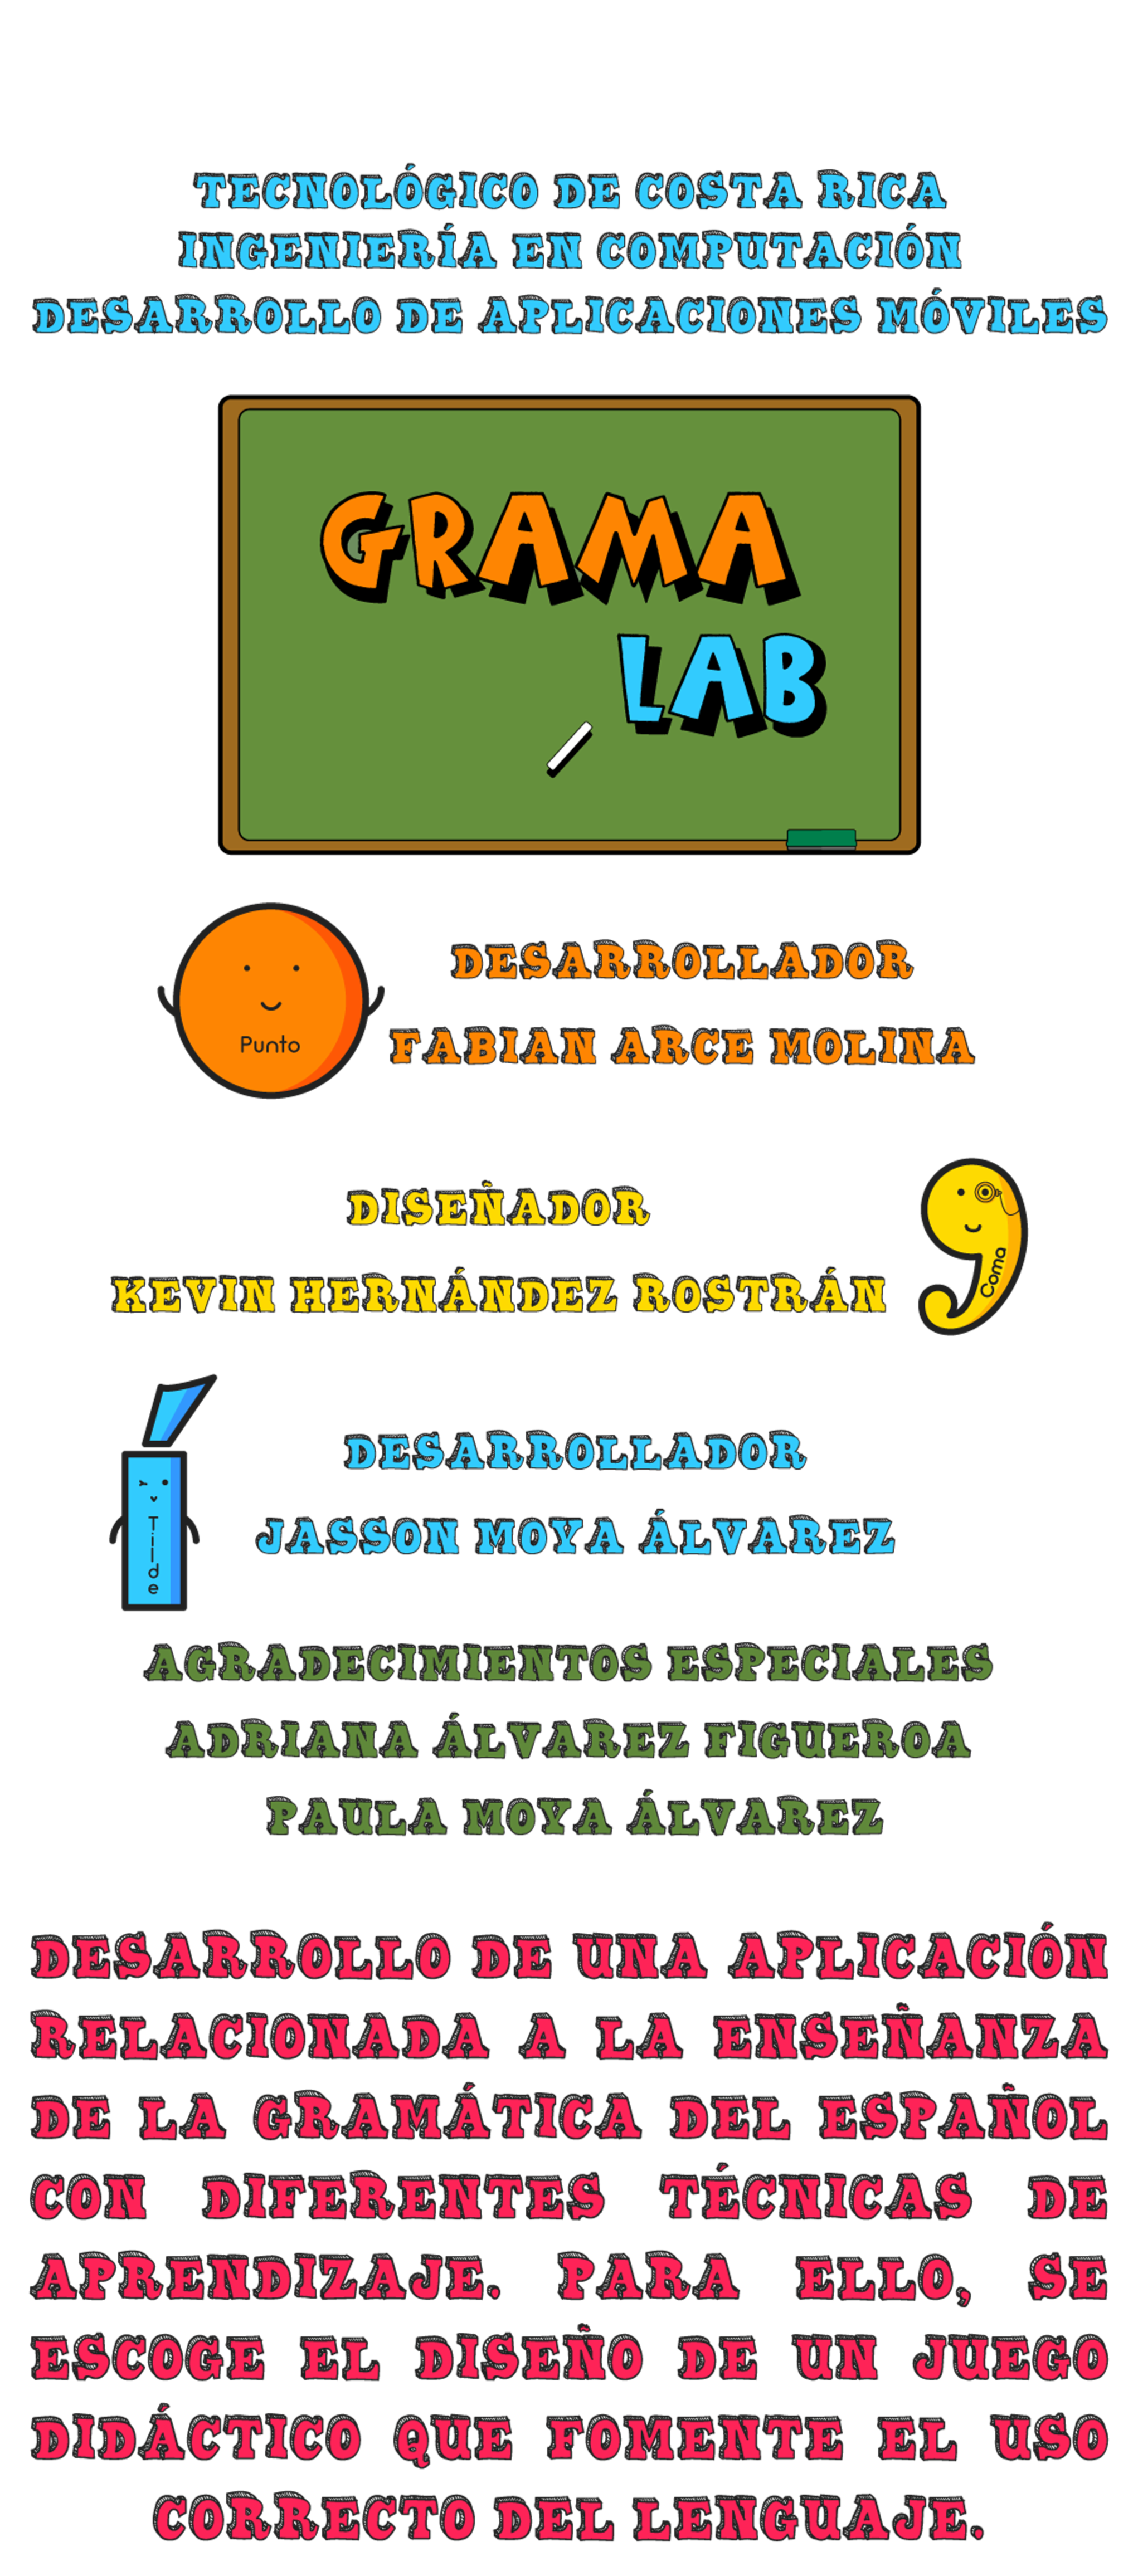 TECNOLÓGICO DE COSTA RICA
INGENIERÍA EN COMPUTACIÓN
DESARROLLO DE APLICACIONES MÓVILES
GRAMA
LAB
Punto
DESARROLLADOR
FABIAN ARCE MOLINA
DISEÑADOR
KEVIN HERNÁNDEZ ROSTRÁN
Coma
Tilde
DESARROLLADOR
JASSON MOYA ÁLVAREZ
AGRADECIMIENTOS ESPECIALES
ADRIANA ÁLVAREZ FIGUEROA
PAULA MOYA ÁLVAREZ
DESARROLLO DE UNA APLICACIÓN
RELACIONADA A LA ENSEÑANZA
DE LA GRAMÁTICA DEL ESPAÑOL
CON DIFERENTES TÉCNICAS DE
APRENDIZAJE. PARA ELLO, SE
ESCOGE EL DISEÑO DE UN JUEGO
DIDÁCTICO QUE FOMENTE EL USO
CORRECTO DEL LENGUAJE.